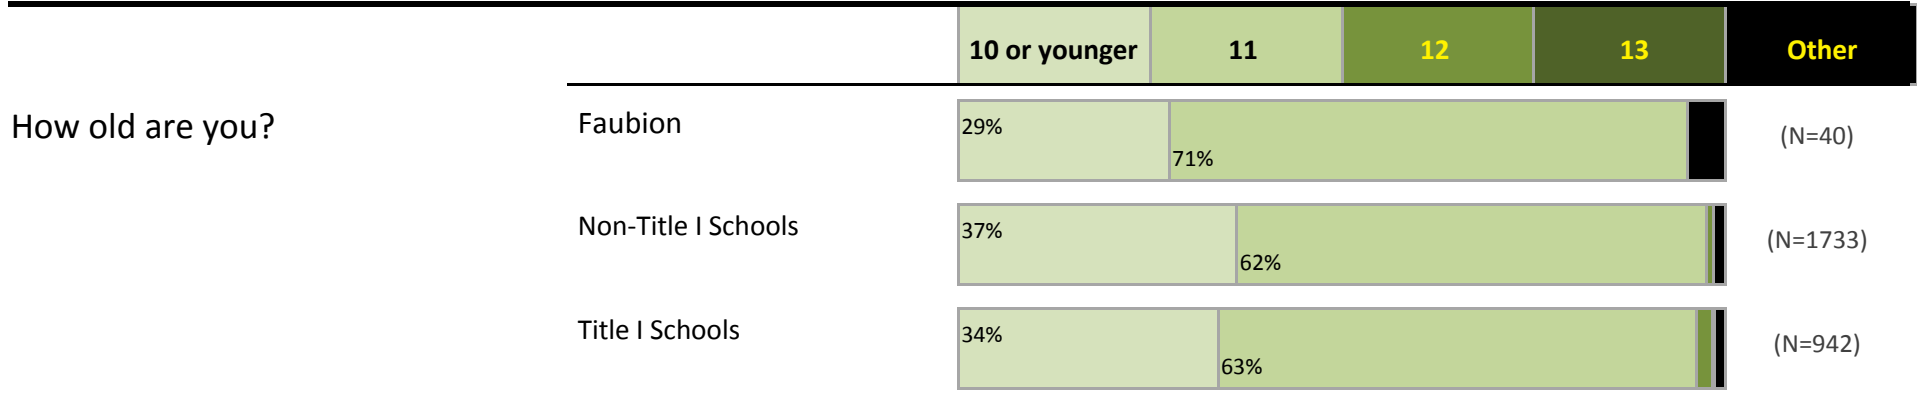 10 or younger 11 12 13 Other
How old are you? Faubion 29% 71% (N=40)
Non-Title I Schools 37% 62% (N=1733)
Title I Schools 34% 63% (N=942)